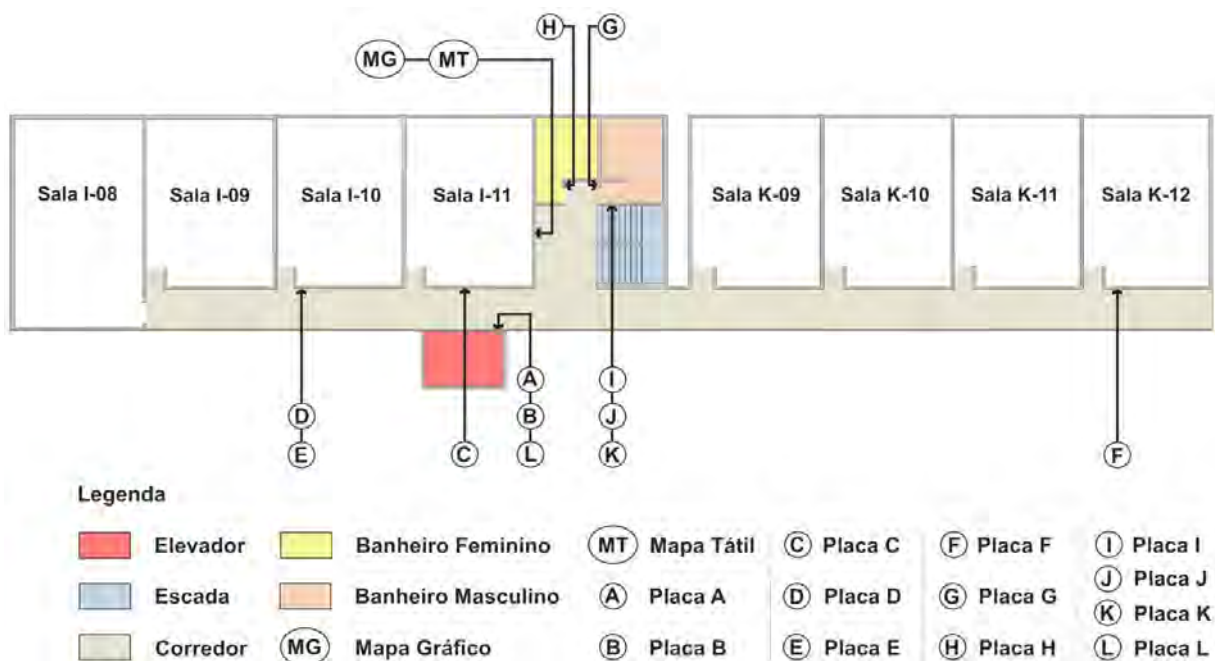 H G
MG MT
Sala I-08 Sala I-09 Sala I-10 Sala I-11 Sala K-09 Sala K-10 Sala K-11 Sala K-12
A I
D B J
E C L K F
Legenda
Elevador Banheiro Feminino MT Mapa Tátil C Placa C F Placa F I Placa I
J Placa J
Escada Banheiro Masculino A Placa A D Placa D G Placa G
K Placa K
Corredor MG Mapa Gráfico B Placa B E Placa E H Placa H L Placa L